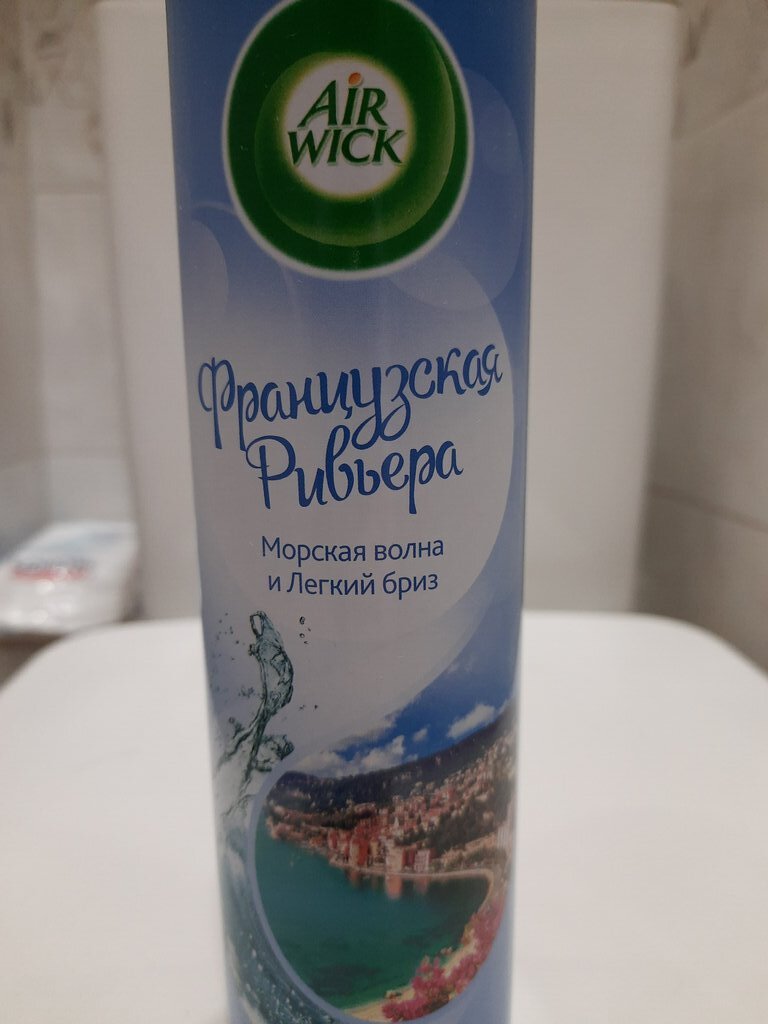 AIR
WICK
Французская
Ривьера
Морская волна
и Легкий бриз